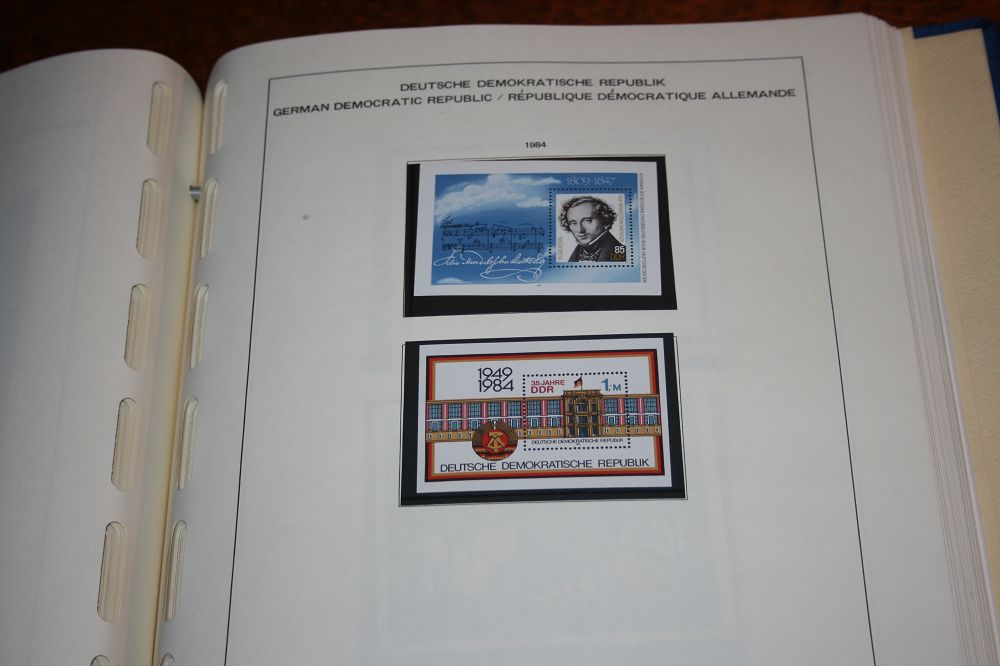 DEUTSCHE DEMOKRATISCHE REPUBLIK
GERMAN DEMOCRATIC REPUBLIC / RÉPUBLIQUE DÉMOCRATIQUE ALLEMANDE
1984
1809-1847
85
DDR
1949
1984
35 JAHRE
DDR
1 M
DEUTSCHE DEMOKRATISCHE REPUBLIK
DEUTSCHE DEMOKRATISCHE REPUBLIK